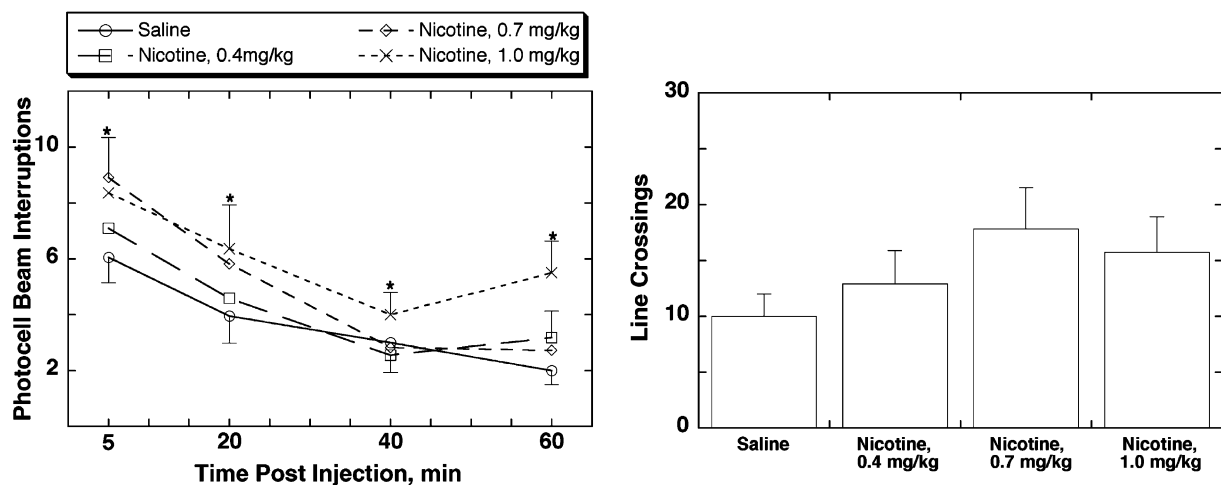 Saline
Nicotine, 0.7 mg/kg
Nicotine, 0.4mg/kg
Nicotine, 1.0 mg/kg
Photocell Beam Interruptions
10
6
2
*
*
*
*
5 20 40 60
Time Post Injection, min
Line Crossings
30
20
10
0
Saline
Nicotine,
0.4 mg/kg
Nicotine,
0.7 mg/kg
Nicotine,
1.0 mg/kg